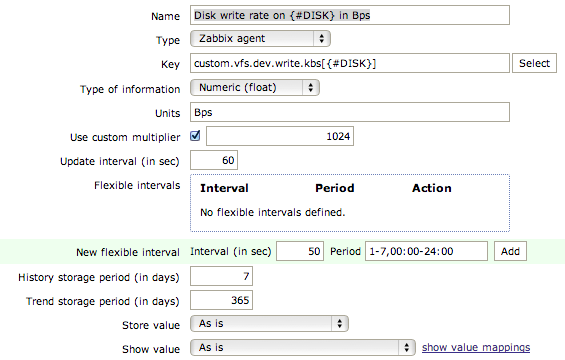 Name Disk write rate on {#DISK} in Bps
Type Zabbix agent
Key custom.vfs.dev.write.kbs[{#DISK}] Select
Type of information Numeric (float)
Units Bps
Use custom multiplier 1024
Update interval (in sec) 60
Flexible intervals Interval Period Action
No flexible intervals defined.
New flexible interval Interval (in sec) 50 Period 1-7,00:00-24:00 Add
History storage period (in days) 7
Trend storage period (in days) 365
Store value As is
Show value As is show value mappings